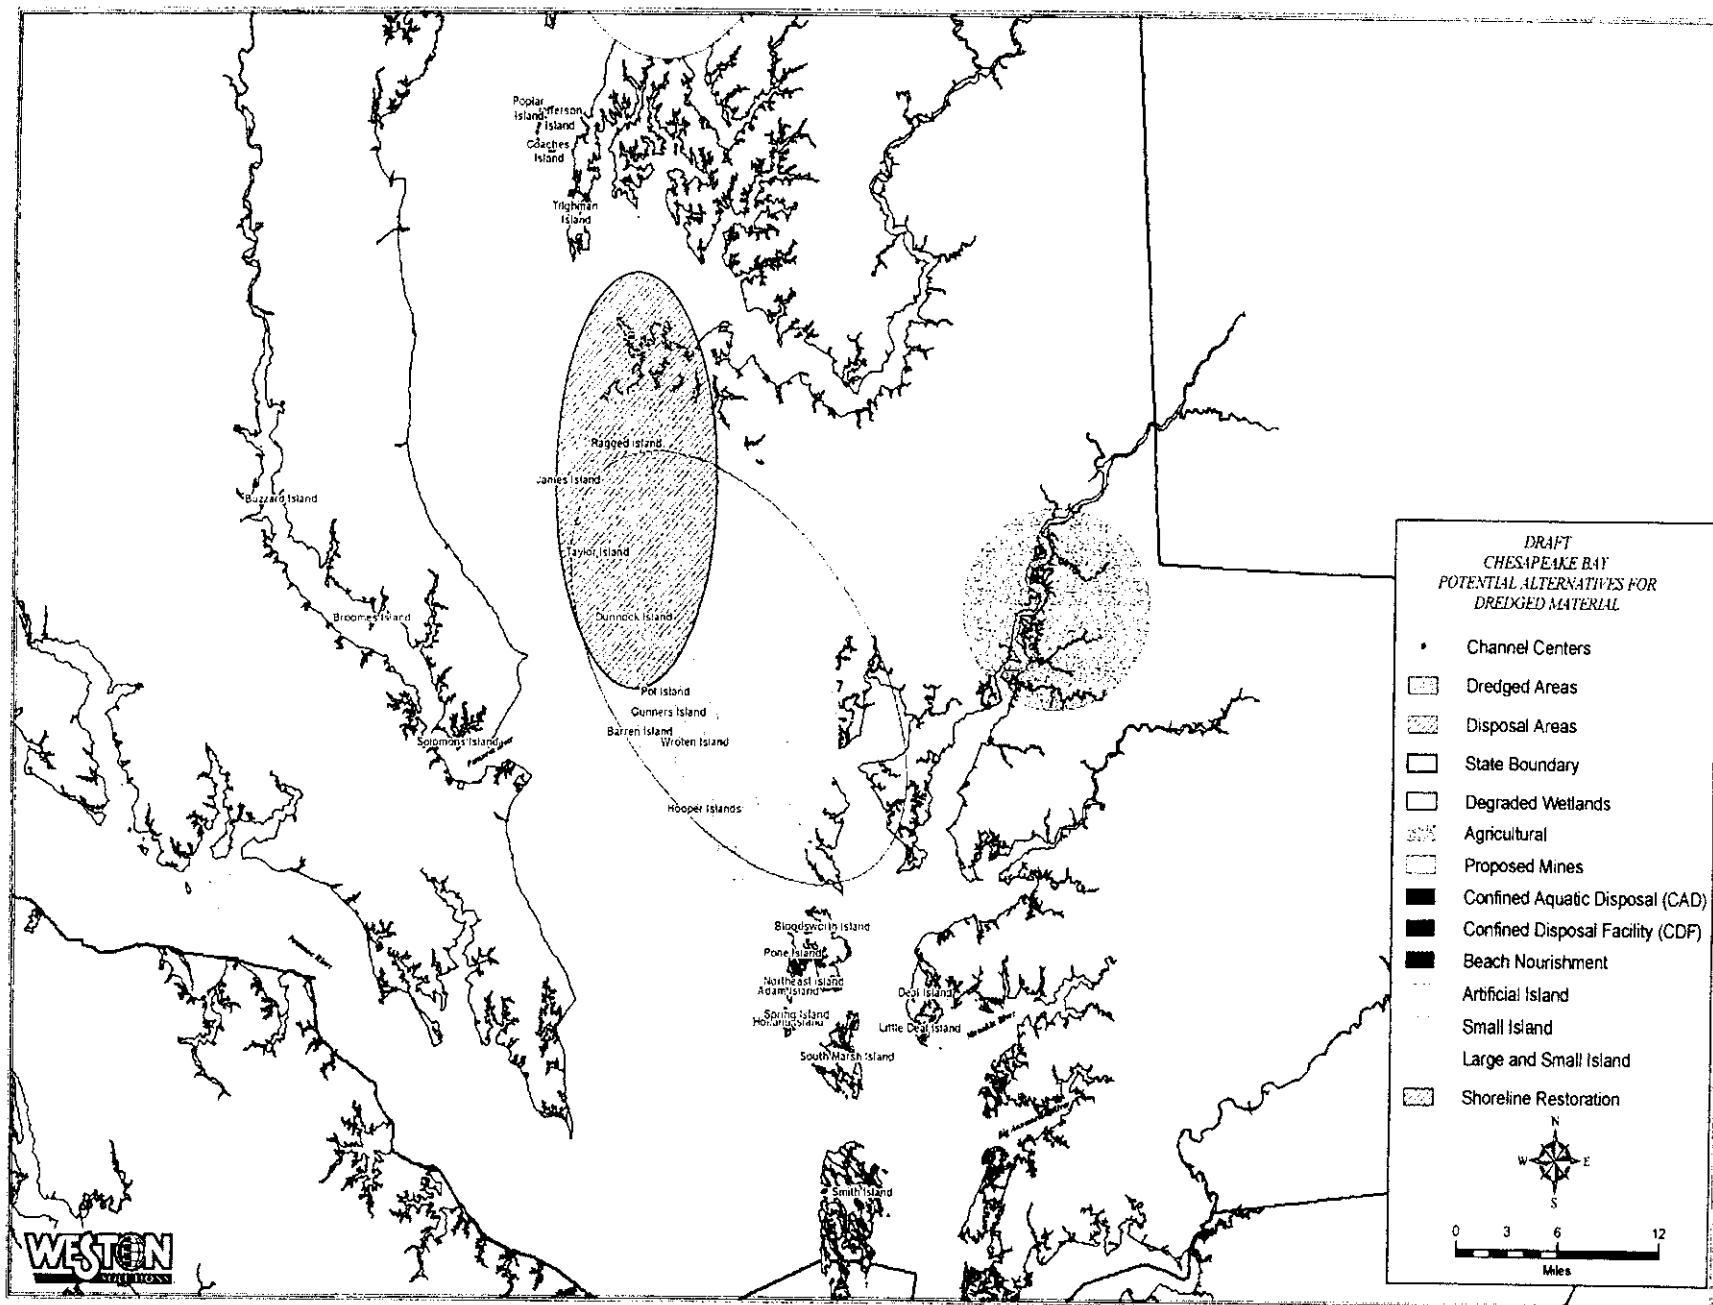 Poplar
Island
Jefferson
Island
Coaches
Island
Tilghman
Island
Ragged Island
James Island
Buzzard Island
Taylor Island
Broomes Island
Dunnock Island
Pot Island
Gunners Island
Barren Island
Wroten Island
Solomons Island
Hooper Islands
Bloodsworth Island
Pone Island
Northeast Island
Adam Island
Spring Island
Holland Island
Deal Island
Little Deal Island
South Marsh Island
Smith Island
Potomac River
DRAFT
CHESAPEAKE BAY
POTENTIAL ALTERNATIVES FOR
DREDGED MATERIAL
Channel Centers
Dredged Areas
Disposal Areas
State Boundary
Degraded Wetlands
Agricultural
Proposed Mines
Confined Aquatic Disposal (CAD)
Confined Disposal Facility (CDF)
Beach Nourishment
Artificial Island
Small Island
Large and Small Island
Shoreline Restoration
N
W E
S
0 3 6 12
Miles
WESTON
SOLUTIONS